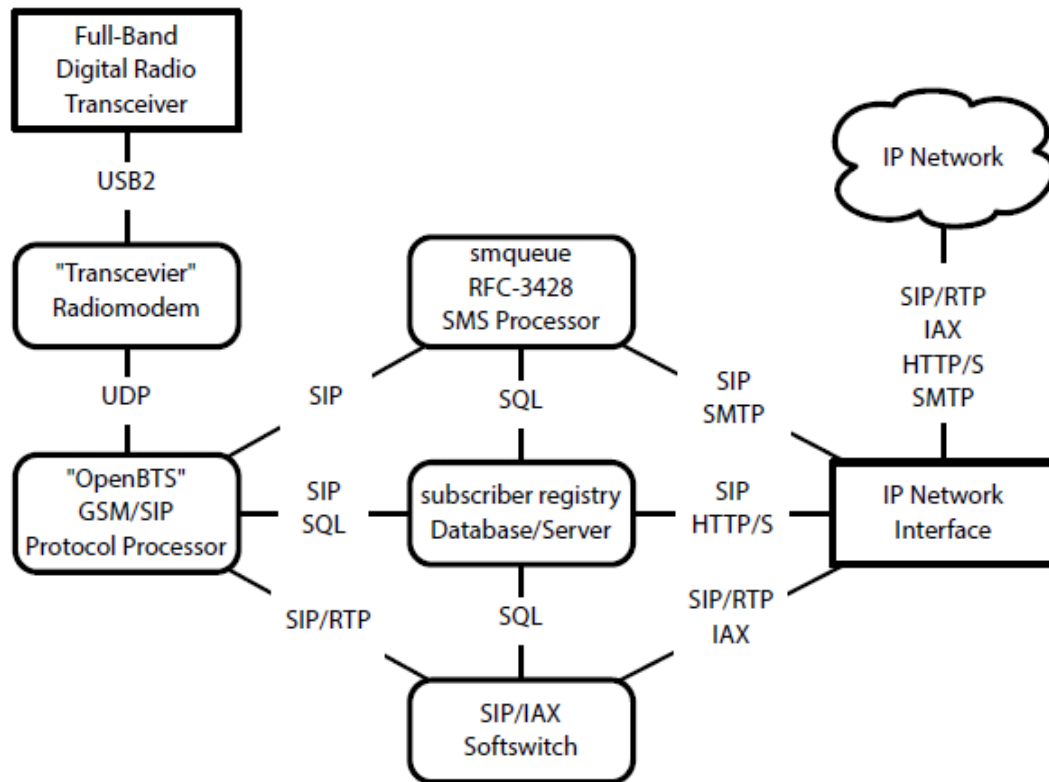 Full-Band
Digital Radio
Transceiver
USB2
"Transcevier"
Radiomodem
UDP
"OpenBTS"
GSM/SIP
Protocol Processor
SIP
smqueue
RFC-3428
SMS Processor
SQL
SIP
SQL
subscriber registry
Database/Server
SIP/RTP
SQL
SIP/IAX
Softswitch
SIP
SMTP
SIP
HTTP/S
SIP/RTP
IAX
IP Network
SIP/RTP
IAX
HTTP/S
SMTP
IP Network
Interface